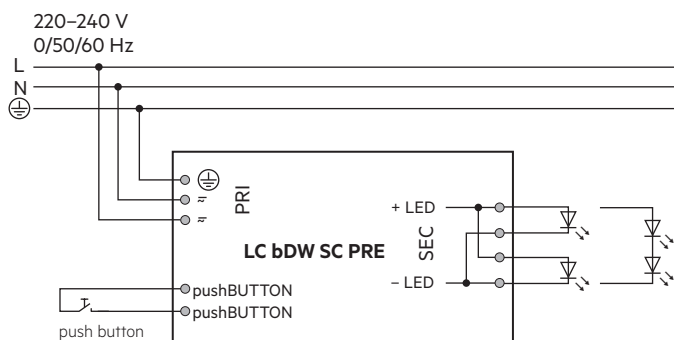 220–240 V
0/50/60 Hz
L
N
PRI
+ LED
SEC
LC bDW SC PRE
– LED
pushBUTTON
pushBUTTON
push button